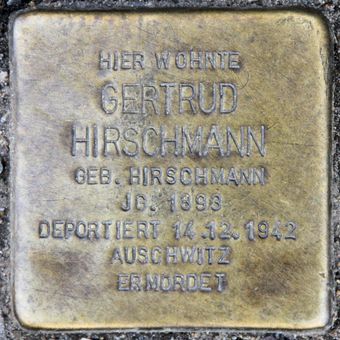 HIER WOHNTE
GERTRUD
HIRSCHMANN
GEB. HIRSCHMANN
JG. 1893
DEPORTIERT 14.12.1942
AUSCHWITZ
ERMORDET